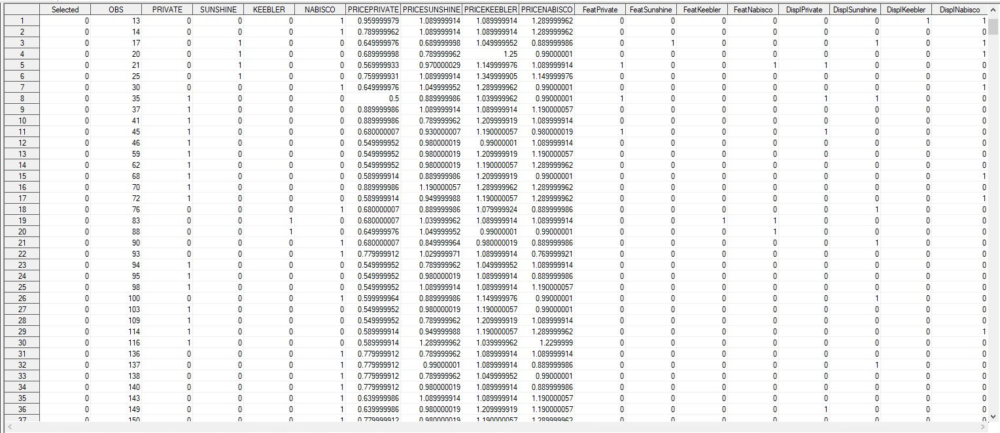 Selected OBS PRIVATE SUNSHINE KEEBLER NABISCO PRICEPRIVATE PRICESUNSHINE PRICEKEEBLER PRICENABISCO FeatPrivate FeatSunshine FeatKeebler FeatNabisco DisplPrivate DisplSunshine DisplKeebler DisplNabisco
1 0 13 0 0 0 1 0.959999979 1.089999914 1.089999914 1.289999962 0 0 0 0 0 0 1 1
2 0 14 0 0 0 1 0.789999962 1.089999914 1.089999914 1.289999962 0 0 0 0 0 0 0 0
3 0 17 0 1 0 0 0.649999976 0.689999998 1.049999952 0.889999986 0 1 0 0 0 1 0 1
4 0 20 0 1 0 0 0.689999998 0.789999962 1.25 0.99000001 0 0 0 0 0 0 0 1
5 0 21 0 1 0 0 0.569999933 0.970000029 1.149999976 1.089999914 1 0 0 1 1 0 0 0
6 0 25 0 1 0 0 0.759999931 1.089999914 1.349999905 1.149999976 0 0 0 0 0 0 0 0
7 0 30 0 0 0 1 0.649999976 1.049999952 1.289999962 0.99000001 0 0 0 0 0 0 0 1
8 0 35 1 0 0 0 0.5 0.889999986 1.039999962 0.99000001 1 0 0 0 1 1 0 0
9 0 37 1 0 0 0 0.889999986 1.089999914 1.089999914 1.190000057 0 0 0 0 0 0 0 0
10 0 41 1 0 0 0 0.889999986 0.789999962 1.209999919 1.089999914 0 0 0 0 0 0 0 0
11 0 45 1 0 0 0 0.680000007 0.930000007 1.190000057 0.980000019 1 0 0 0 1 0 0 0
12 0 46 1 0 0 0 0.549999952 0.980000019 0.99000001 1.089999914 0 0 0 0 0 0 0 0
13 0 59 1 0 0 0 0.549999952 0.980000019 1.209999919 1.190000057 0 0 0 0 0 0 0 0
14 0 62 1 0 0 0 0.549999952 0.980000019 1.190000057 1.289999962 0 0 0 0 0 0 0 0
15 0 68 1 0 0 0 0.589999914 0.889999986 1.209999919 0.99000001 0 0 0 0 0 0 0 1
16 0 70 1 0 0 0 0.889999986 1.190000057 1.289999962 1.289999962 0 0 0 0 0 0 0 0
17 0 72 1 0 0 0 0.589999914 0.949999988 1.190000057 1.289999962 0 0 0 0 0 0 0 1
18 0 76 0 0 0 1 0.680000007 0.889999986 1.079999924 0.889999986 0 0 0 0 0 1 0 0
19 0 83 0 0 1 0 0.680000007 1.039999962 1.089999914 1.089999914 0 0 1 1 0 0 0 0
20 0 88 0 0 1 0 0.649999976 1.049999952 0.99000001 0.99000001 0 0 0 1 0 0 0 0
21 0 90 0 0 0 1 0.680000007 0.849999964 0.980000019 0.889999986 0 0 0 0 0 1 0 0
22 0 93 0 0 0 1 0.779999912 1.029999971 1.089999914 0.769999921 0 0 0 0 0 0 0 0
23 0 94 1 0 0 0 0.549999952 0.789999962 1.049999952 1.089999914 0 0 0 0 0 0 0 0
24 0 95 1 0 0 0 0.549999952 0.980000019 1.089999914 0.889999986 0 0 0 0 0 0 0 0
25 0 98 1 0 0 0 0.549999952 1.089999914 1.089999914 1.190000057 0 0 0 0 0 0 0 0
26 0 100 0 0 0 1 0.599999964 0.889999986 1.149999976 0.99000001 0 0 0 0 0 1 0 0
27 0 103 1 0 0 0 0.549999952 0.980000019 1.190000057 0.99000001 0 0 0 0 0 0 0 0
28 0 109 1 0 0 0 0.549999952 0.789999962 1.209999919 1.089999914 0 0 0 0 0 0 0 0
29 0 114 1 0 0 0 0.589999914 0.949999988 1.190000057 1.289999962 0 0 0 0 0 0 0 1
30 0 116 1 0 0 0 0.589999914 1.289999962 1.039999962 1.2299999 0 0 0 0 0 0 0 0
31 0 136 0 0 0 1 0.779999912 0.789999962 1.089999914 1.089999914 0 0 0 0 0 0 0 0
32 0 137 0 0 0 1 0.779999912 0.99000001 1.089999914 0.889999986 0 0 0 0 0 1 0 0
33 0 138 0 0 0 1 0.779999912 0.789999962 1.049999952 0.99000001 0 0 0 0 0 0 0 0
34 0 140 0 0 0 1 0.779999912 0.980000019 1.089999914 0.889999986 0 0 0 0 0 0 0 0
35 0 143 0 0 0 1 0.639999986 1.089999914 1.089999914 1.190000057 0 0 0 0 0 0 0 0
36 0 149 0 0 0 1 0.639999986 0.980000019 1.209999919 1.190000057 0 0 0 0 1 0 0 0
37 0 150 0 0 0 1 0.779999912 0.980000019 1.190000057 1.289999962 0 0 0 0 0 0 0 0